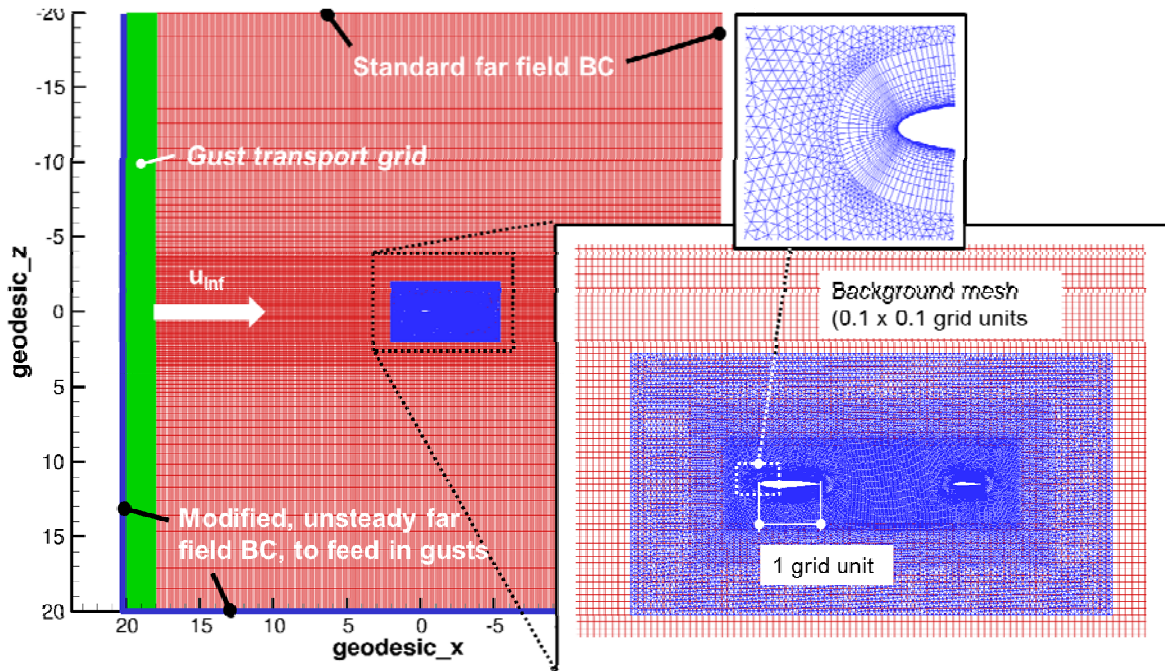 -20
-15
-10
-5
0
5
10
15
20
geodesic_z
20
15
10
5
0
-5
geodesic_x
Standard far field BC
Gust transport grid
u_inf
Modified, unsteady far
field BC, to feed in gusts
Background mesh
(0.1 x 0.1 grid units
1 grid unit